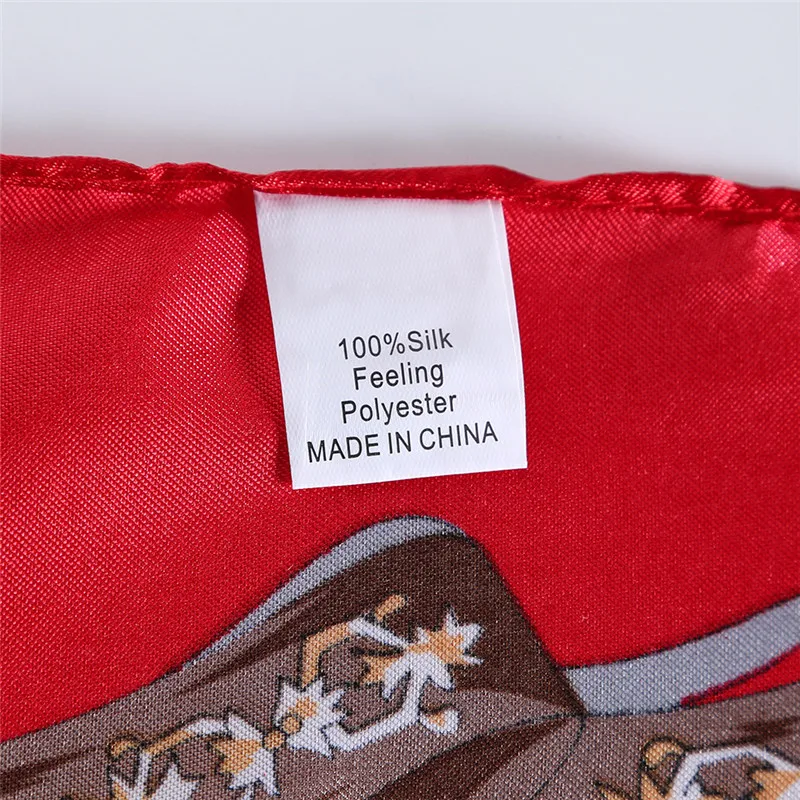 100%Silk
Feeling
Polyester
MADE IN CHINA